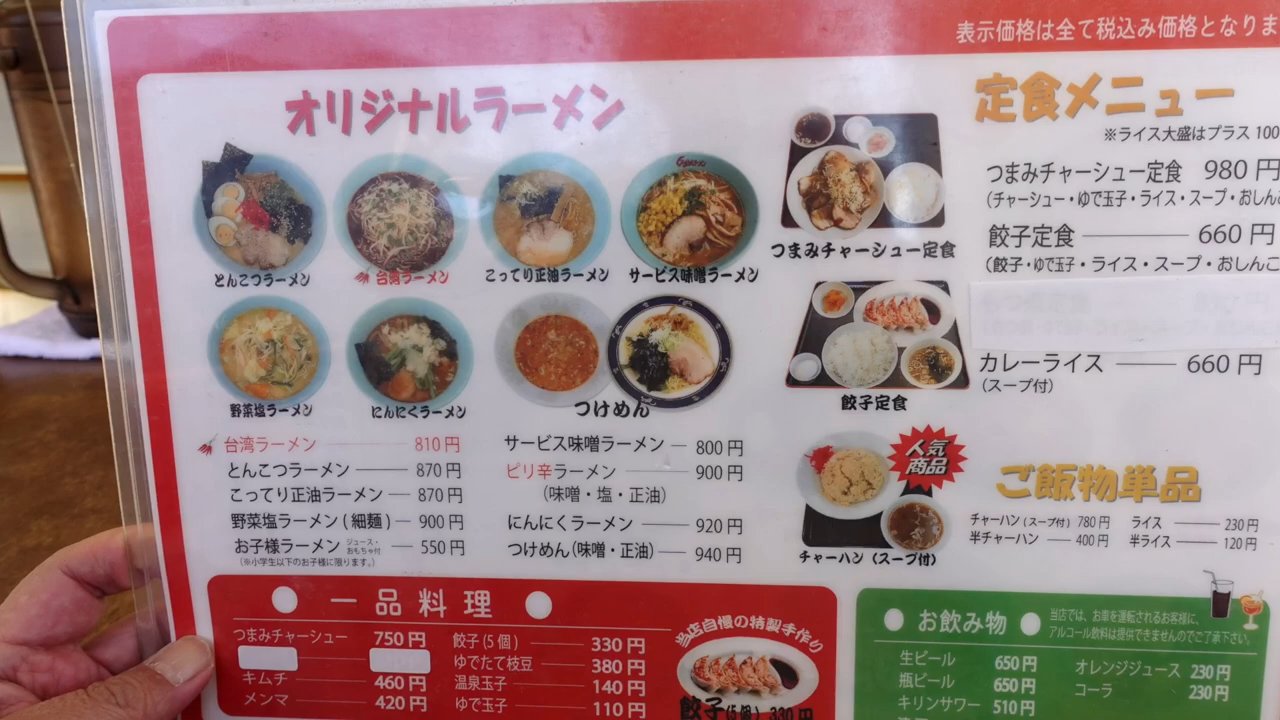 表示価格は全て税込み価格となりま
オリジナルラーメン
とんこつラーメン
台湾ラーメン
こってり正油ラーメン
サービス味噌ラーメン
野菜塩ラーメン
にんにくラーメン
つけめん
台湾ラーメン 810円
とんこつラーメン 870円
こってり正油ラーメン 870円
野菜塩ラーメン(細麺) 900円
お子様ラーメン ジュース・おもちゃ付 550円
(※小学生以下のお子様に限ります。)
サービス味噌ラーメン 800円
ピリ辛ラーメン 900円
(味噌・塩・正油)
にんにくラーメン 920円
つけめん(味噌・正油) 940円
つまみチャーシュー定食
餃子定食
人気
商品
チャーハン(スープ付)
定食メニュー
※ライス大盛はプラス100
つまみチャーシュー定食 980円
(チャーシュー・ゆで玉子・ライス・スープ・おしんこ
餃子定食 660円
(餃子・ゆで玉子・ライス・スープ・おしんこ
カレーライス 660円
(スープ付)
ご飯物単品
チャーハン(スープ付) 780円
半チャーハン 400円
ライス 230円
半ライス 120円
一品料理
つまみチャーシュー 750円
キムチ 460円
メンマ 420円
餃子(5個) 330円
ゆでたて枝豆 380円
温泉玉子 140円
ゆで玉子 110円
当店自慢の特製手作り
餃子(5個) 330円
お飲み物
当店では、お車を運転されるお客様に、
アルコール飲料は提供できませんのでご了承下さい。
生ビール 650円
瓶ビール 650円
キリンサワー 510円
オレンジジュース 230円
コーラ 230円